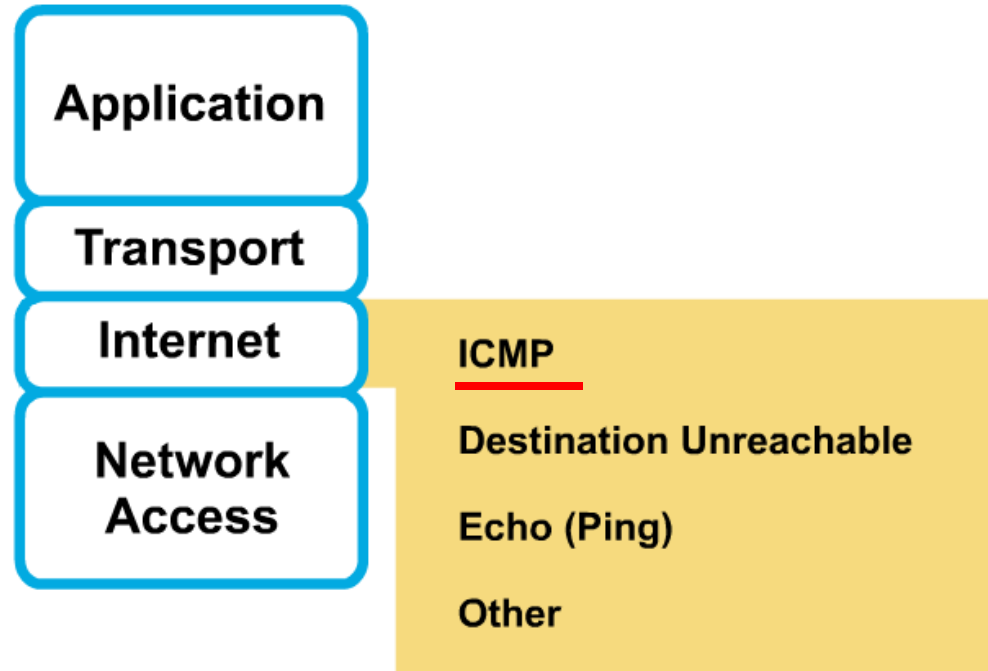 Application
Transport
Internet
Network
Access
ICMP
Destination Unreachable
Echo (Ping)
Other